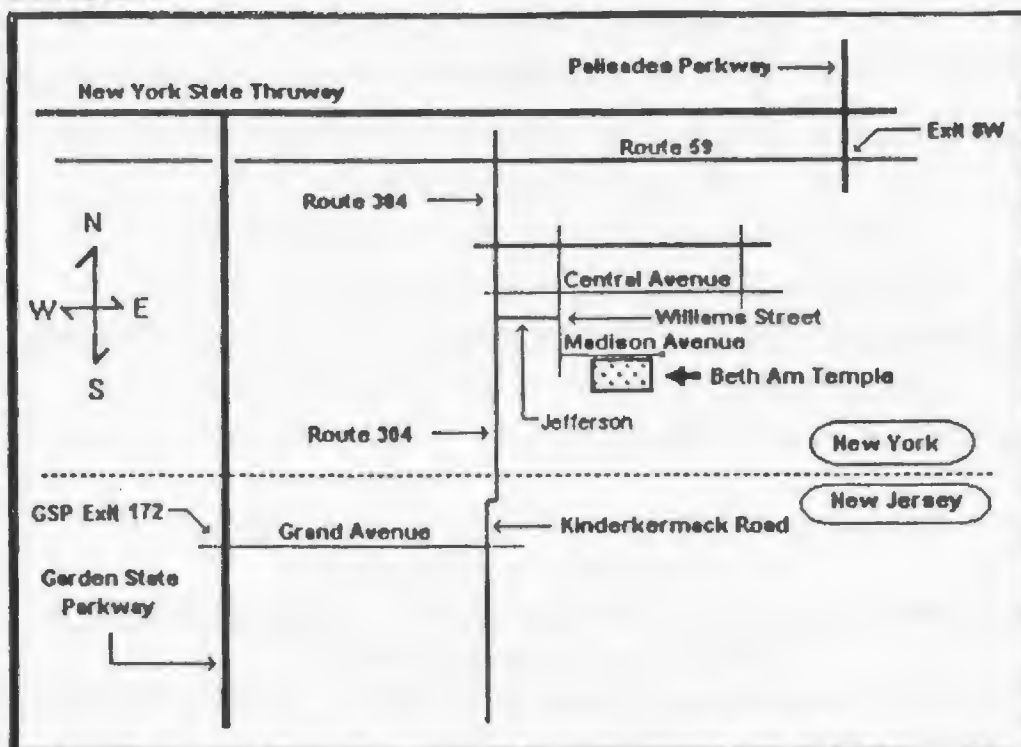 Palisades Parkway
New York State Thruway
Exit 8W
Route 59
Route 304
N
W E
S
Central Avenue
Williams Street
Madison Avenue
Beth Am Temple
Jefferson
Route 304
New York
New Jersey
GSP Exit 172
Grand Avenue
Kinderkermack Road
Garden State
Parkway